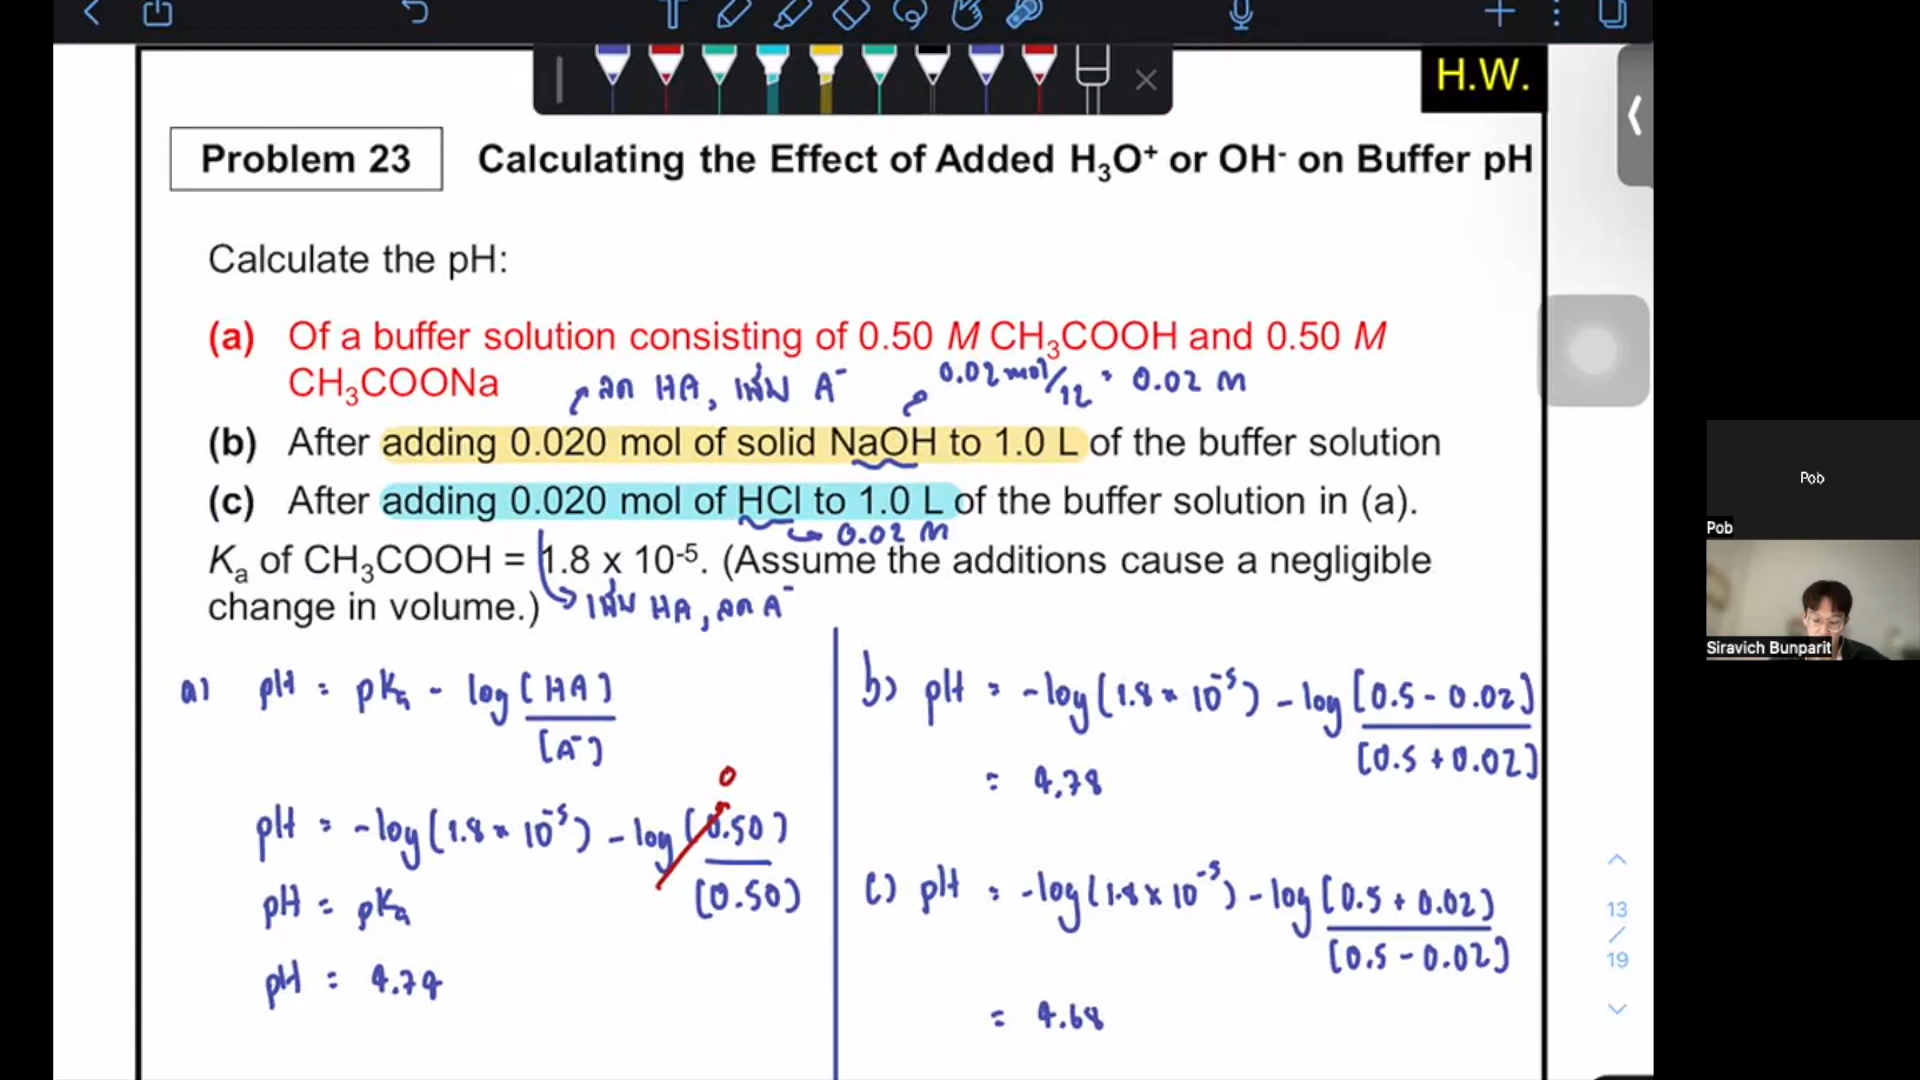 H.W.
Problem 23 Calculating the Effect of Added H₃O⁺ or OH⁻ on Buffer pH
Calculate the pH:
(a) Of a buffer solution consisting of 0.50 M CH₃COOH and 0.50 M
CH₃COONa
ลด HA, เพิ่ม A⁻
0.02 mol/1L = 0.02 M
(b) After adding 0.020 mol of solid NaOH to 1.0 L of the buffer solution
(c) After adding 0.020 mol of HCl to 1.0 L of the buffer solution in (a).
0.02 M
Kₐ of CH₃COOH = 1.8 x 10⁻⁵. (Assume the additions cause a negligible
change in volume.)
เพิ่ม HA, ลด A⁻
a) pH = pKₐ - log [HA]
[A⁻]
0
pH = -log(1.8 × 10⁻⁵) - log (0.50)
(0.50)
pH = pKₐ
pH = 4.74
b) pH = -log(1.8 × 10⁻⁵) - log [0.5 - 0.02]
[0.5 + 0.02]
= 4.78
c) pH = -log(1.8 × 10⁻⁵) - log [0.5 + 0.02]
[0.5 - 0.02]
= 4.68
13
/
19
Pob
Pob
Siravich Bunparit